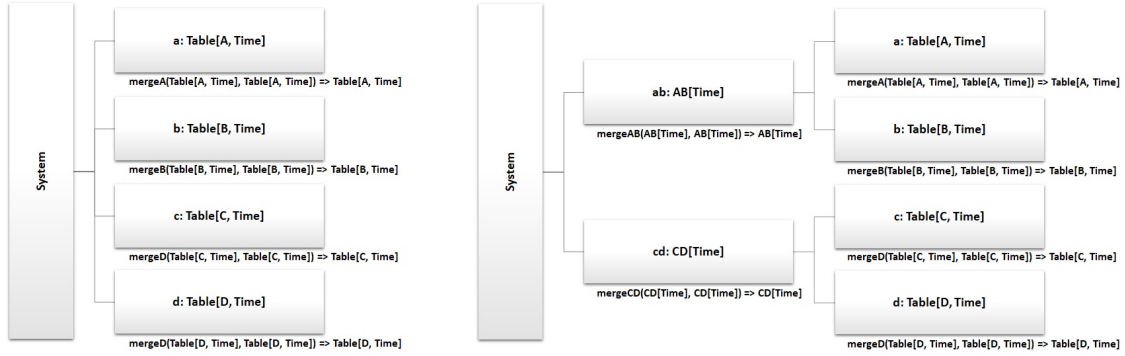 System
a: Table[A, Time]
mergeA(Table[A, Time], Table[A, Time]) => Table[A, Time]
b: Table[B, Time]
mergeB(Table[B, Time], Table[B, Time]) => Table[B, Time]
c: Table[C, Time]
mergeD(Table[C, Time], Table[C, Time]) => Table[C, Time]
d: Table[D, Time]
mergeD(Table[D, Time], Table[D, Time]) => Table[D, Time]
System
ab: AB[Time]
mergeAB(AB[Time], AB[Time]) => AB[Time]
cd: CD[Time]
mergeCD(CD[Time], CD[Time]) => CD[Time]
a: Table[A, Time]
mergeA(Table[A, Time], Table[A, Time]) => Table[A, Time]
b: Table[B, Time]
mergeB(Table[B, Time], Table[B, Time]) => Table[B, Time]
c: Table[C, Time]
mergeD(Table[C, Time], Table[C, Time]) => Table[C, Time]
d: Table[D, Time]
mergeD(Table[D, Time], Table[D, Time]) => Table[D, Time]